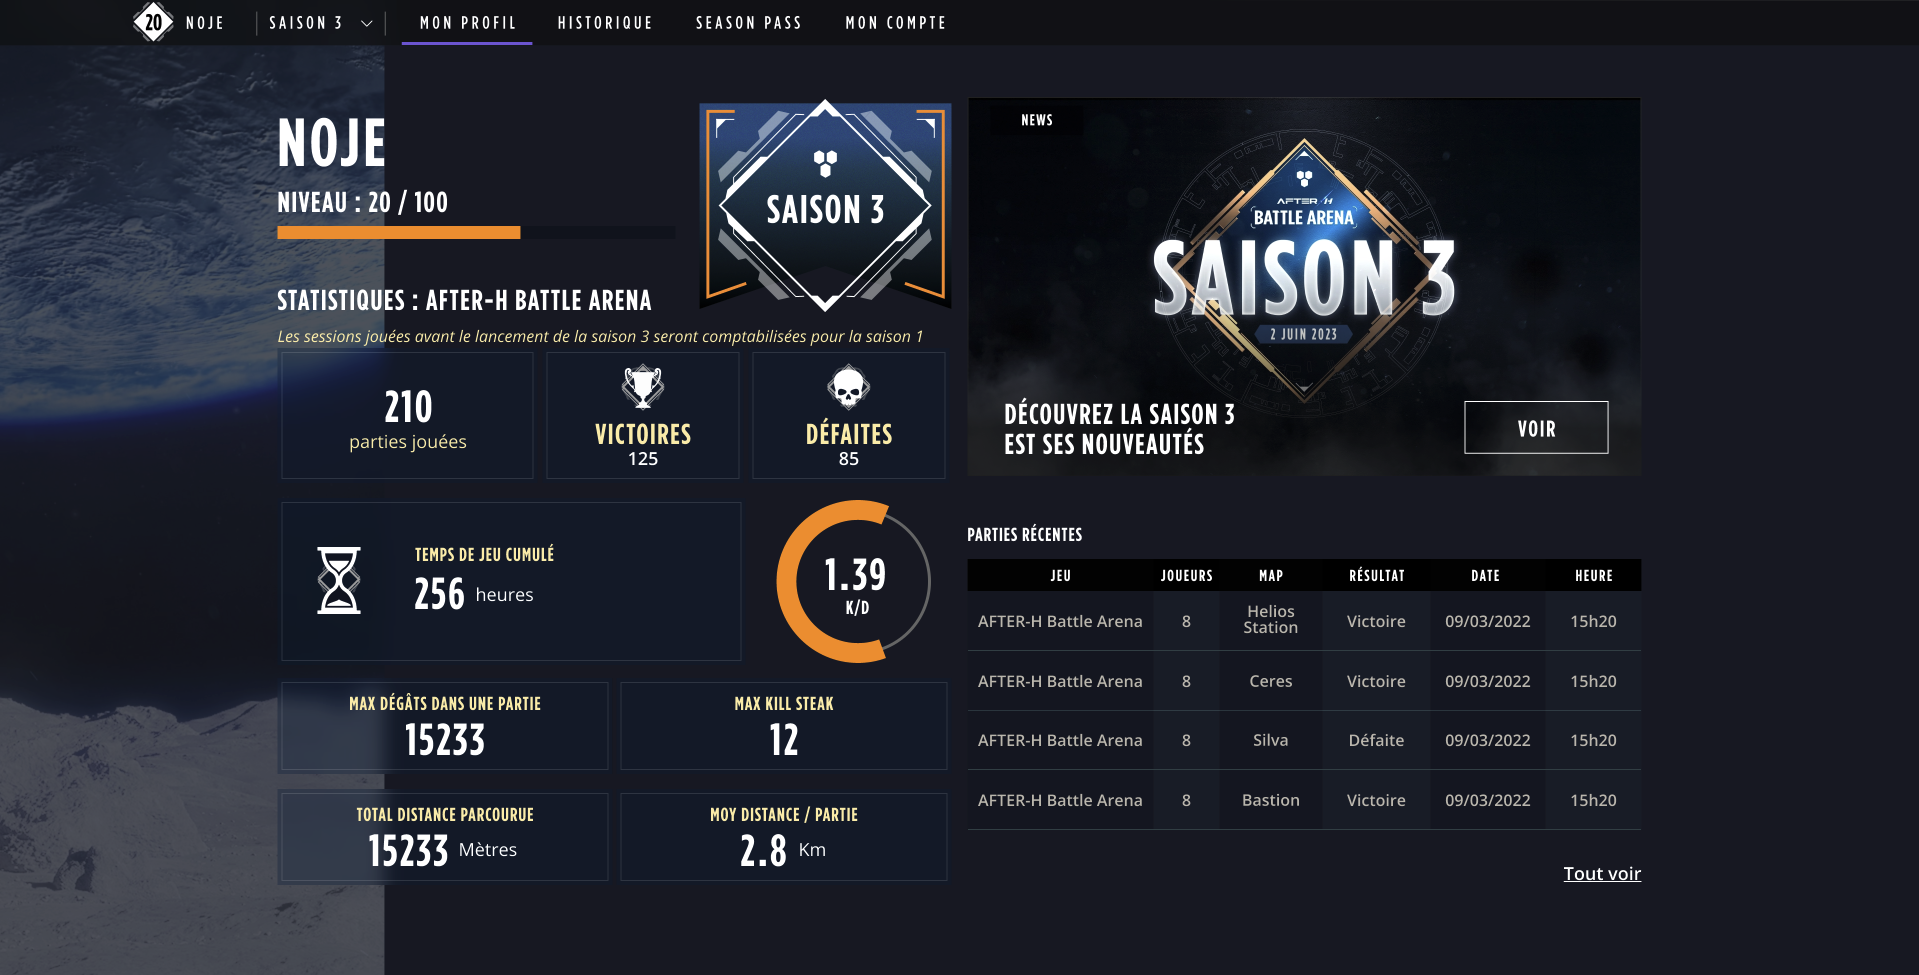 20 NOJE SAISON 3 MON PROFIL HISTORIQUE SEASON PASS MON COMPTE
NOJE
NIVEAU : 20 / 100
SAISON 3
STATISTIQUES : AFTER-H BATTLE ARENA
Les sessions jouées avant le lancement de la saison 3 seront comptabilisées pour la saison 1
210
parties jouées
VICTOIRES
125
DÉFAITES
85
TEMPS DE JEU CUMULÉ
256 heures
1.39
K/D
MAX DÉGÂTS DANS UNE PARTIE
15233
MAX KILL STEAK
12
TOTAL DISTANCE PARCOURUE
15233 Mètres
MOY DISTANCE / PARTIE
2.8 Km
NEWS
AFTER-H
BATTLE ARENA
SAISON 3
2 JUIN 2023
DÉCOUVREZ LA SAISON 3
EST SES NOUVEAUTÉS
VOIR
PARTIES RÉCENTES
JEU JOUEURS MAP RÉSULTAT DATE HEURE
AFTER-H Battle Arena 8 Helios Station Victoire 09/03/2022 15h20
AFTER-H Battle Arena 8 Ceres Victoire 09/03/2022 15h20
AFTER-H Battle Arena 8 Silva Défaite 09/03/2022 15h20
AFTER-H Battle Arena 8 Bastion Victoire 09/03/2022 15h20
Tout voir